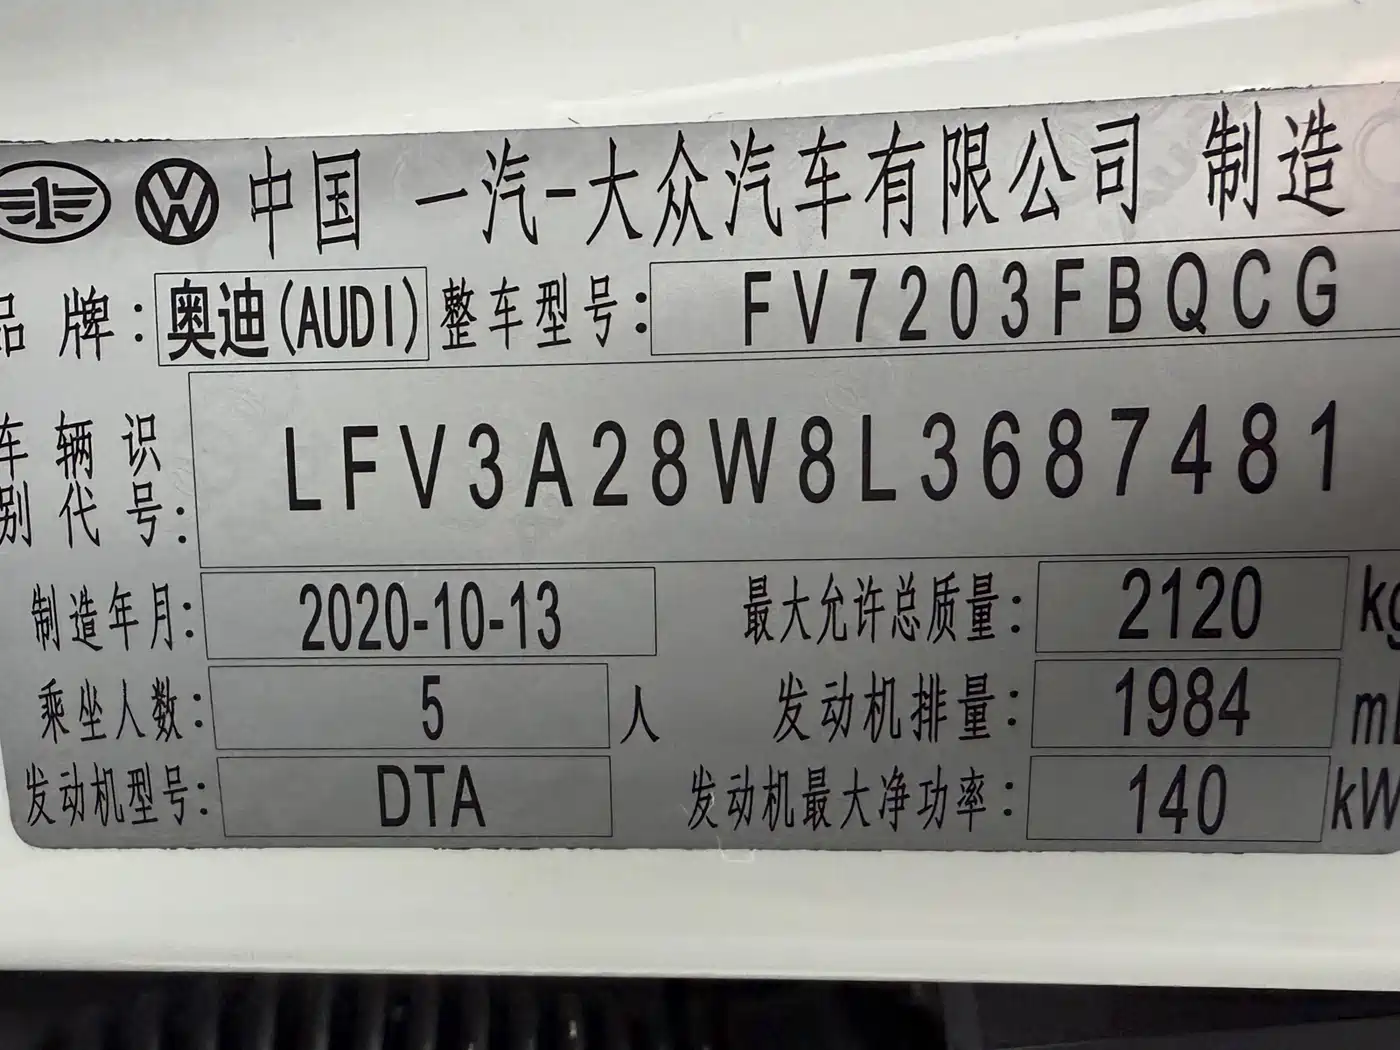 中国 一汽-大众汽车有限公司 制造
品牌: 奥迪(AUDI) 整车型号: FV7203FBQCG
车辆识别代号: LFV3A28W8L3687481
制造年月: 2020-10-13 最大允许总质量: 2120 kg
乘坐人数: 5 人 发动机排量: 1984 mL
发动机型号: DTA 发动机最大净功率: 140 kW